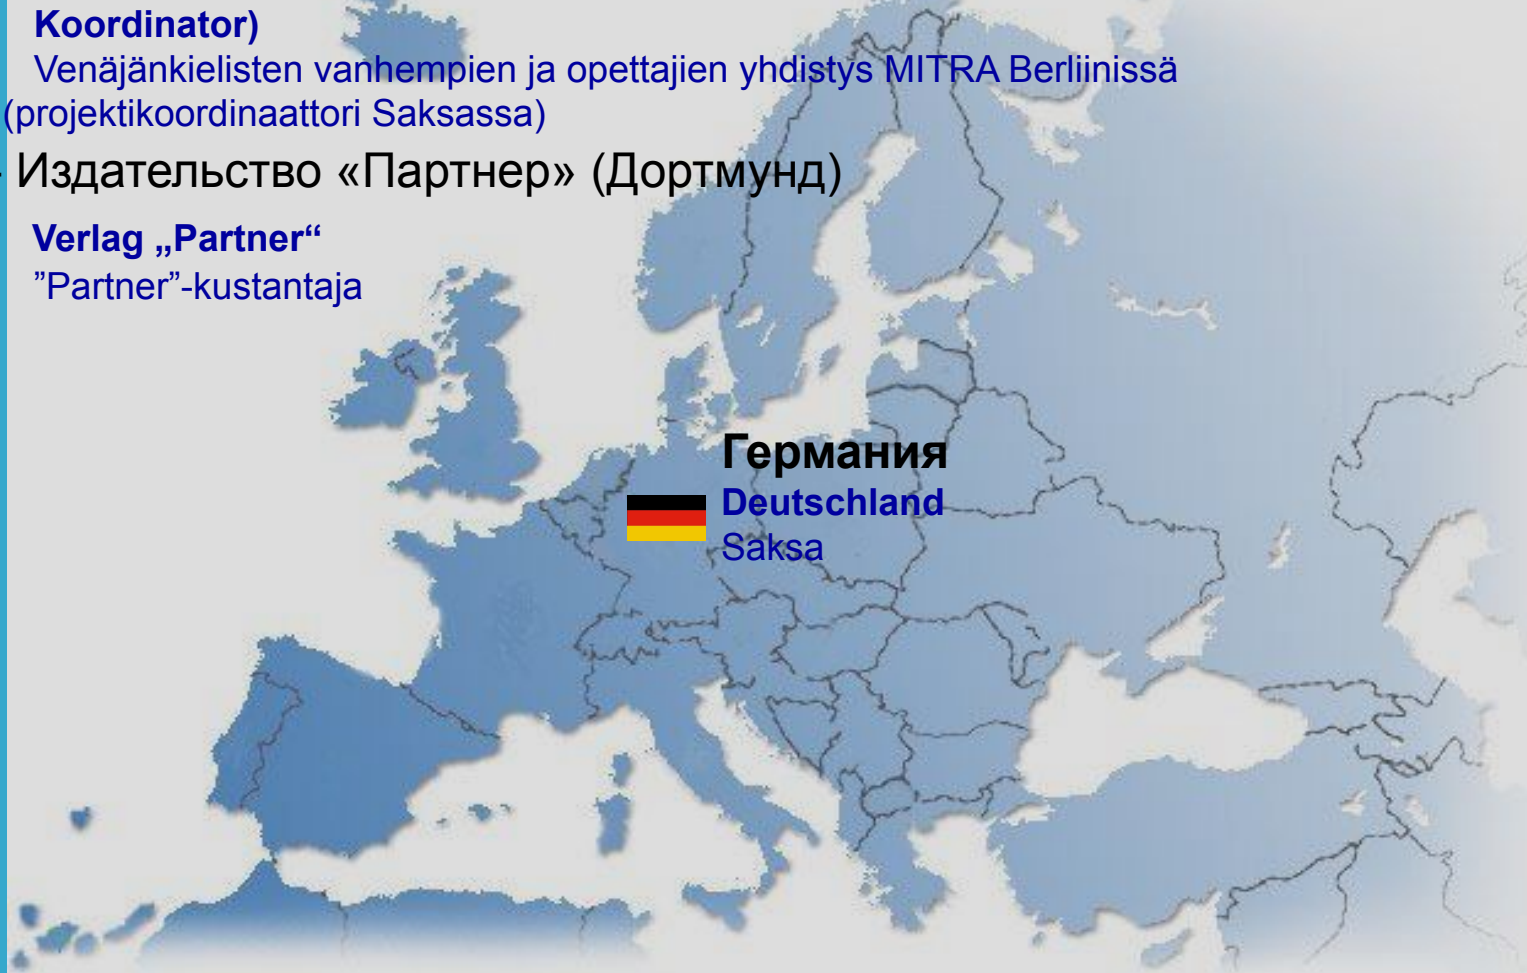 Koordinator)
Venäjänkielisten vanhempien ja opettajien yhdistys MITRA Berliinissä
(projektikoordinaattori Saksassa)
Издательство «Партнер» (Дортмунд)
Verlag „Partner“
”Partner”-kustantaja
Германия
Deutschland
Saksa